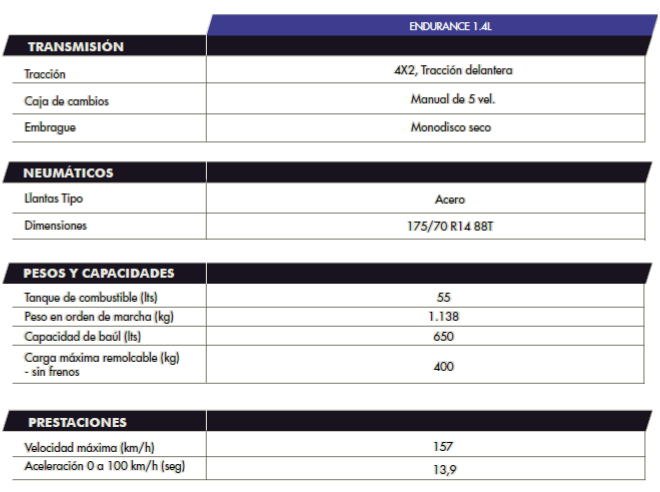 ENDURANCE 1.4L
TRANSMISIÓN
Tracción 4X2, Tracción delantera
Caja de cambios Manual de 5 vel.
Embrague Monodisco seco
NEUMÁTICOS
Llantas Tipo Acero
Dimensiones 175/70 R14 88T
PESOS Y CAPACIDADES
Tanque de combustible (lts) 55
Peso en orden de marcha (kg) 1.138
Capacidad de baúl (lts) 650
Carga máxima remolcable (kg)
- sin frenos 400
PRESTACIONES
Velocidad máxima (km/h) 157
Aceleración 0 a 100 km/h (seg) 13,9